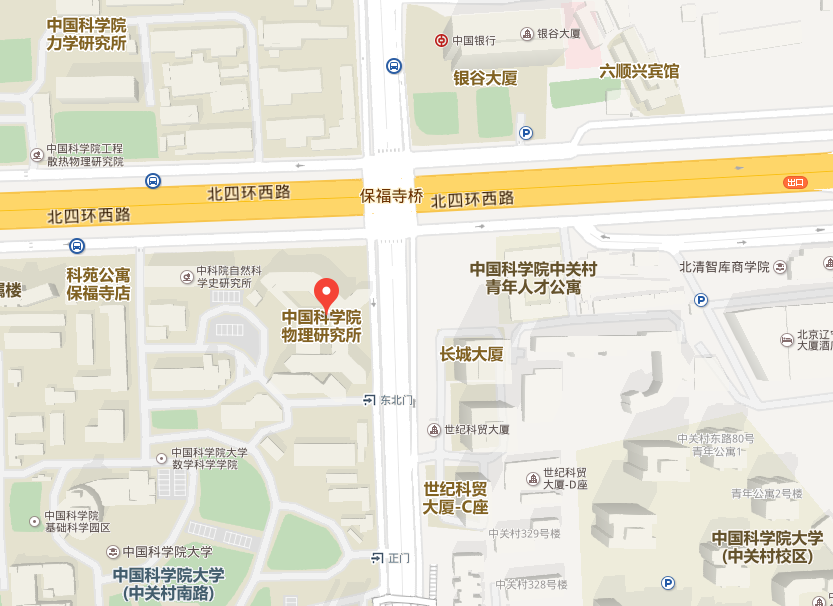 中国科学院
力学研究所
中国银行
银谷大厦
银谷大厦
六顺兴宾馆
中国科学院工程
散热物理研究院
P
出口
北四环西路
保福寺桥
北四环西路
北四环西路
科苑公寓
保福寺店
中科院自然科
学史研究所
属楼
中国科学院
物理研究所
中国科学院中关村
青年人才公寓
北清智库商学院
P
北京辽
大厦酒
长城大厦
东北门
世纪科贸大厦
中关村东路80号
青年公寓1
中国科学院大学
数学科学学院
世纪科贸
大厦-D座
世纪科贸
大厦-C座
青年公寓2号楼
中国科学院
基础科学园区
中关村329号楼
中国科学院大学
(中关村校区)
中国科学院大学
正门
中国科学院大学
(中关村南路)
中关村328号楼
P